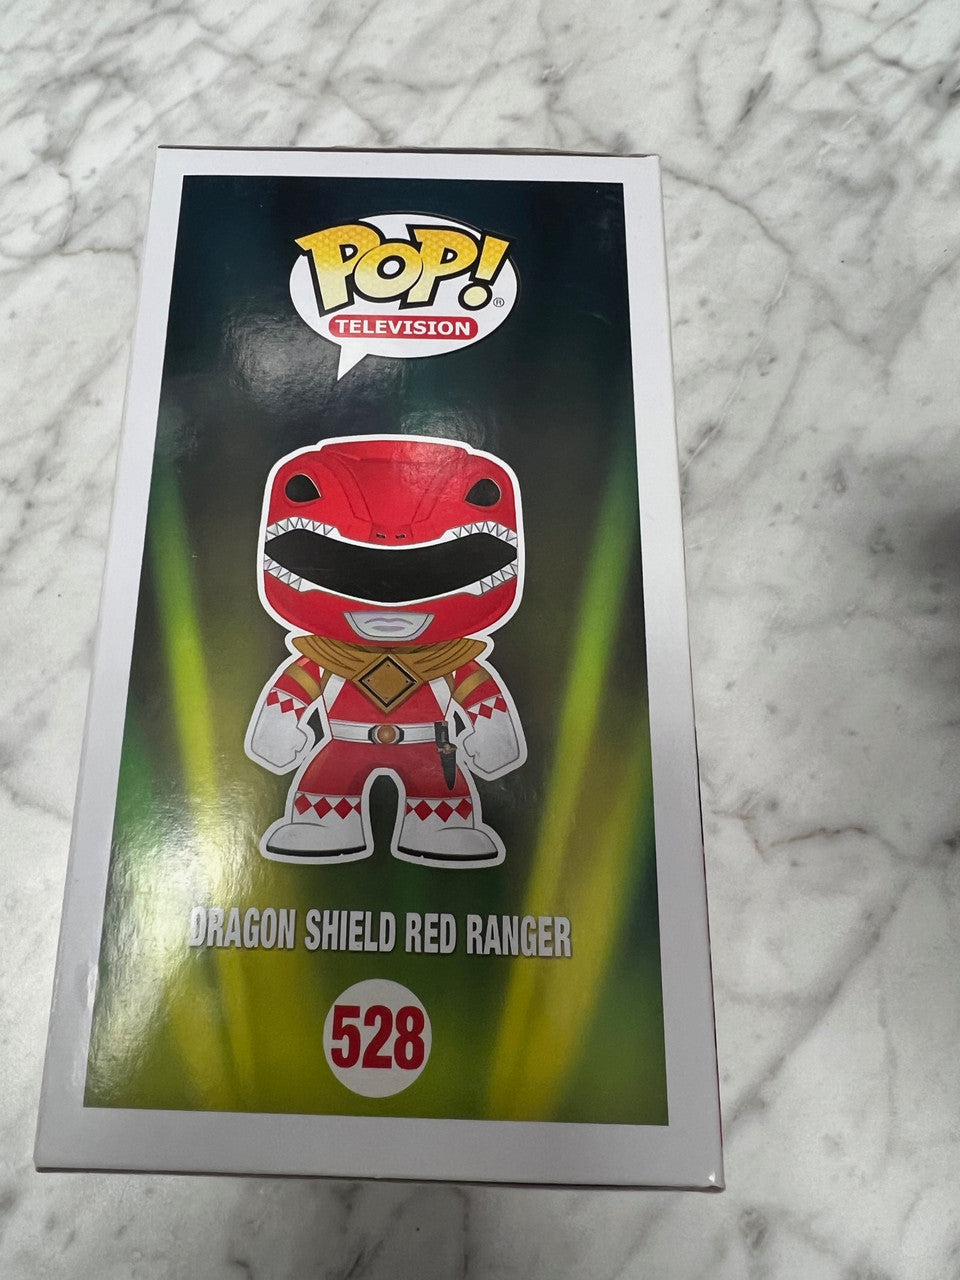 POP!®
TELEVISION
DRAGON SHIELD RED RANGER
528